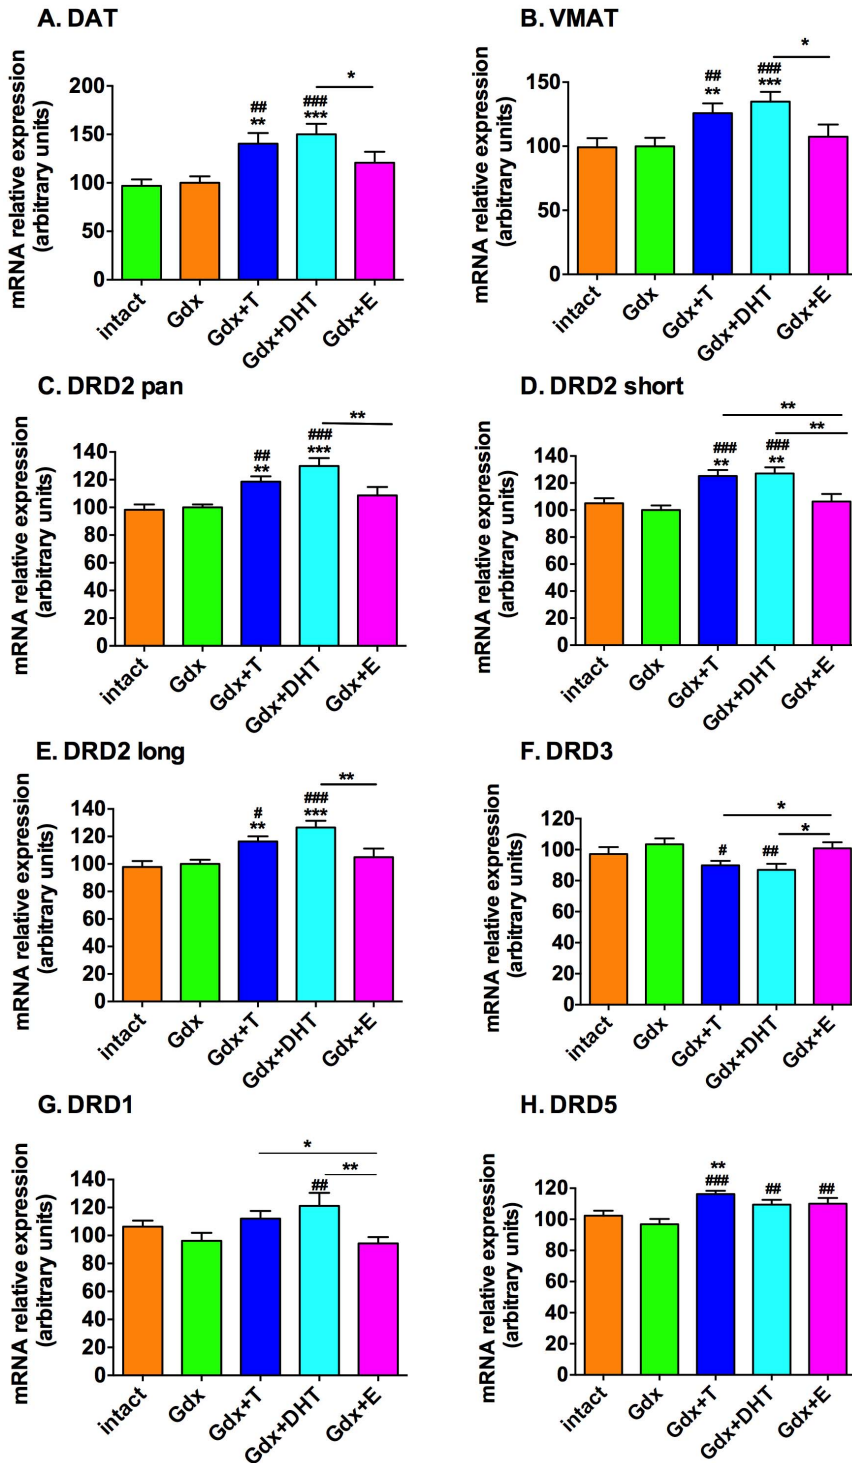 A. DAT
mRNA relative expression
(arbitrary units)
200
150
100
50
0
*
##
**
###
***
intact
Gdx
Gdx+T
Gdx+DHT
Gdx+E
B. VMAT
mRNA relative expression
(arbitrary units)
150
100
50
0
*
##
**
###
***
intact
Gdx
Gdx+T
Gdx+DHT
Gdx+E
C. DRD2 pan
mRNA relative expression
(arbitrary units)
140
120
100
80
60
40
20
0
**
##
**
###
***
intact
Gdx
Gdx+T
Gdx+DHT
Gdx+E
D. DRD2 short
mRNA relative expression
(arbitrary units)
140
120
100
80
60
40
20
0
**
**
###
**
###
**
intact
Gdx
Gdx+T
Gdx+DHT
Gdx+E
E. DRD2 long
mRNA relative expression
(arbitrary units)
140
120
100
80
60
40
20
0
**
#
**
###
***
intact
Gdx
Gdx+T
Gdx+DHT
Gdx+E
F. DRD3
mRNA relative expression
(arbitrary units)
120
100
80
60
40
20
0
*
*
#
##
intact
Gdx
Gdx+T
Gdx+DHT
Gdx+E
G. DRD1
mRNA relative expression
(arbitrary units)
140
120
100
80
60
40
20
0
*
**
##
intact
Gdx
Gdx+T
Gdx+DHT
Gdx+E
H. DRD5
mRNA relative expression
(arbitrary units)
120
100
80
60
40
20
0
**
###
##
##
intact
Gdx
Gdx+T
Gdx+DHT
Gdx+E